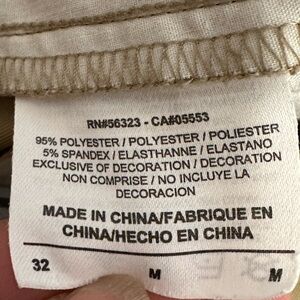 RN#56323 - CA#05553
95% POLYESTER / POLYESTER / POLIESTER
5% SPANDEX / ELASTHANNE / ELASTANO
EXCLUSIVE OF DECORATION / DECORATION
NON COMPRISE / NO INCLUYE LA
DECORACION
MADE IN CHINA/FABRIQUE EN
CHINA/HECHO EN CHINA
32 M M